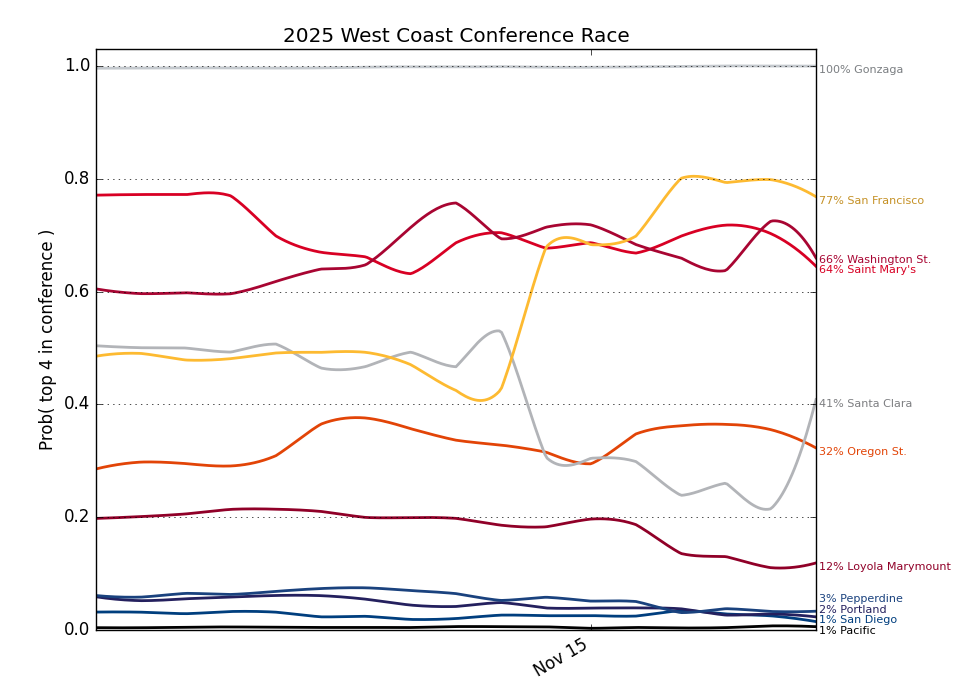 2025 West Coast Conference Race
Prob( top 4 in conference )
1.0
0.8
0.6
0.4
0.2
0.0
Nov 15
100% Gonzaga
77% San Francisco
66% Washington St.
64% Saint Mary's
41% Santa Clara
32% Oregon St.
12% Loyola Marymount
3% Pepperdine
2% Portland
1% San Diego
1% Pacific